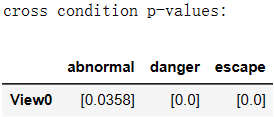 cross condition p-values:
abnormal danger escape
View0 [0.0358] [0.0] [0.0]